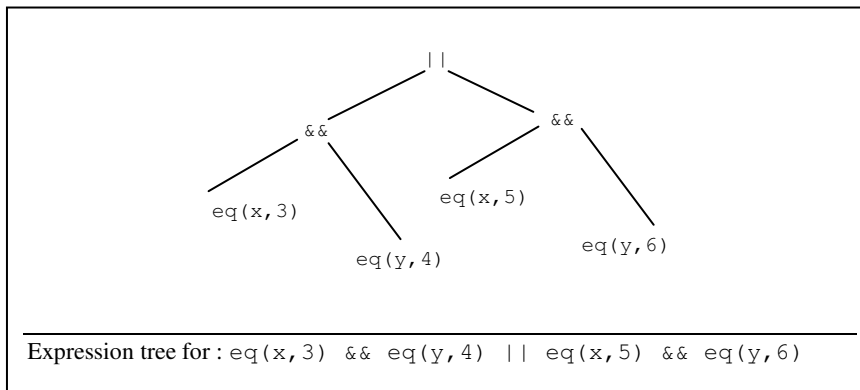 ||
&& &&
eq(x,3) eq(x,5)
eq(y,4) eq(y,6)
Expression tree for : eq(x,3) && eq(y,4) || eq(x,5) && eq(y,6)